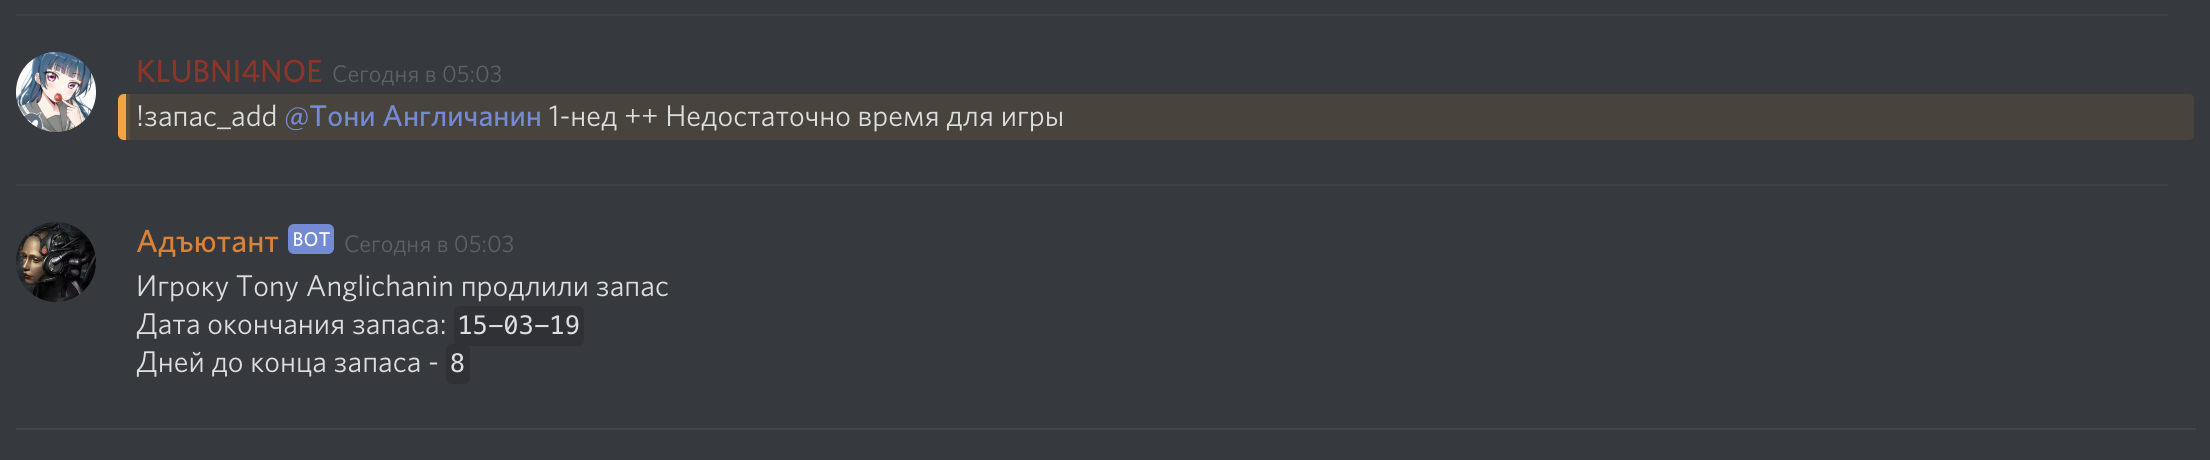 KLUBNI4NOE Сегодня в 05:03
!запас_add @Тони Англичанин 1-нед ++ Недостаточно время для игры
Адъютант БОТ Сегодня в 05:03
Игроку Tony Anglichanin продлили запас
Дата окончания запаса: 15-03-19
Дней до конца запаса - 8